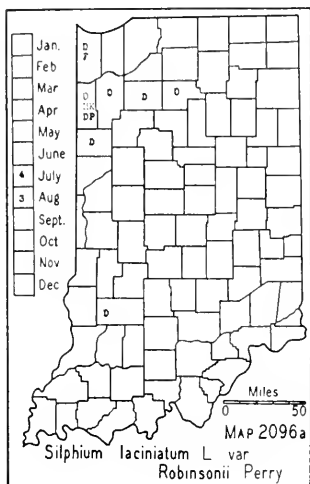 Jan.
Feb
Mar
Apr
May
June
4 July
3 Aug
Sept.
Oct
Nov
Dec
D
D D D
DP
D
D
Miles
0 50
MAP 2096a
Silphium laciniatum L var
Robinsonii Perry